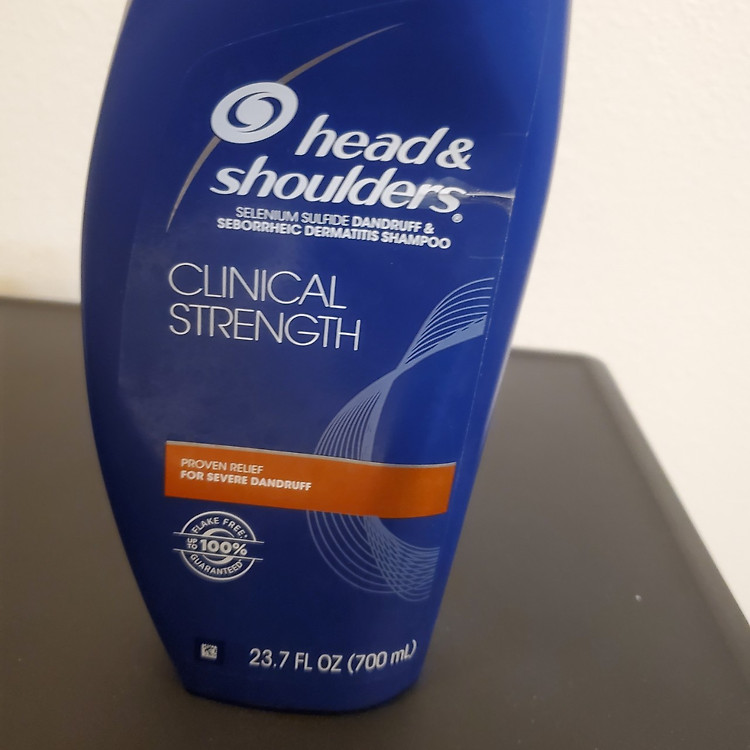 head &
shoulders®
SELENIUM SULFIDE DANDRUFF &
SEBORRHEIC DERMATITIS SHAMPOO
CLINICAL
STRENGTH
PROVEN RELIEF
FOR SEVERE DANDRUFF
FLAKE FREE*
UP TO 100%
GUARANTEED
23.7 FL OZ (700 mL)